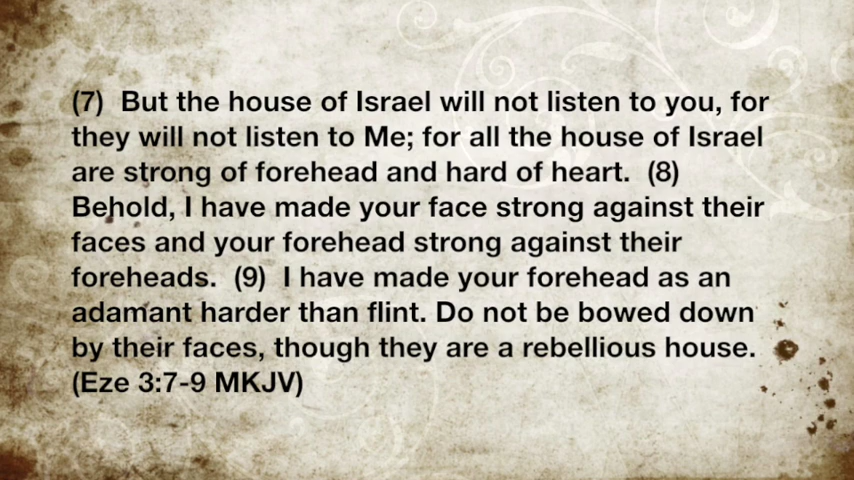 (7)  But the house of Israel will not listen to you, for
they will not listen to Me; for all the house of Israel
are strong of forehead and hard of heart.  (8)
Behold, I have made your face strong against their
faces and your forehead strong against their
foreheads.  (9)  I have made your forehead as an
adamant harder than flint. Do not be bowed down
by their faces, though they are a rebellious house.
(Eze 3:7-9 MKJV)